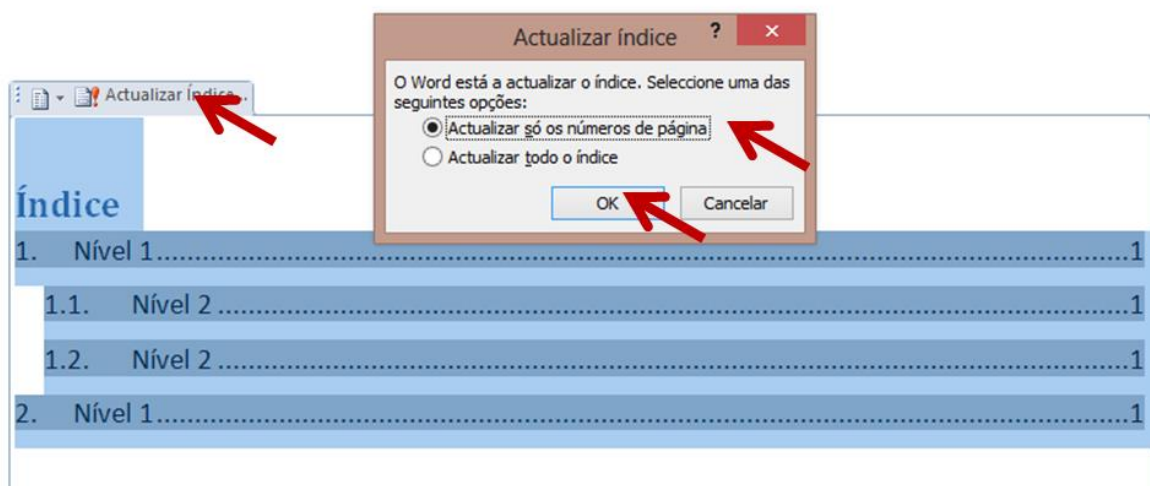 Actualizar índice ? ×
Actualizar Índice...
O Word está a actualizar o índice. Seleccione uma das
seguintes opções:
Actualizar só os números de página
Actualizar todo o índice
OK Cancelar
Índice
1. Nível 1.....1
1.1. Nível 2.....1
1.2. Nível 2.....1
2. Nível 1.....1